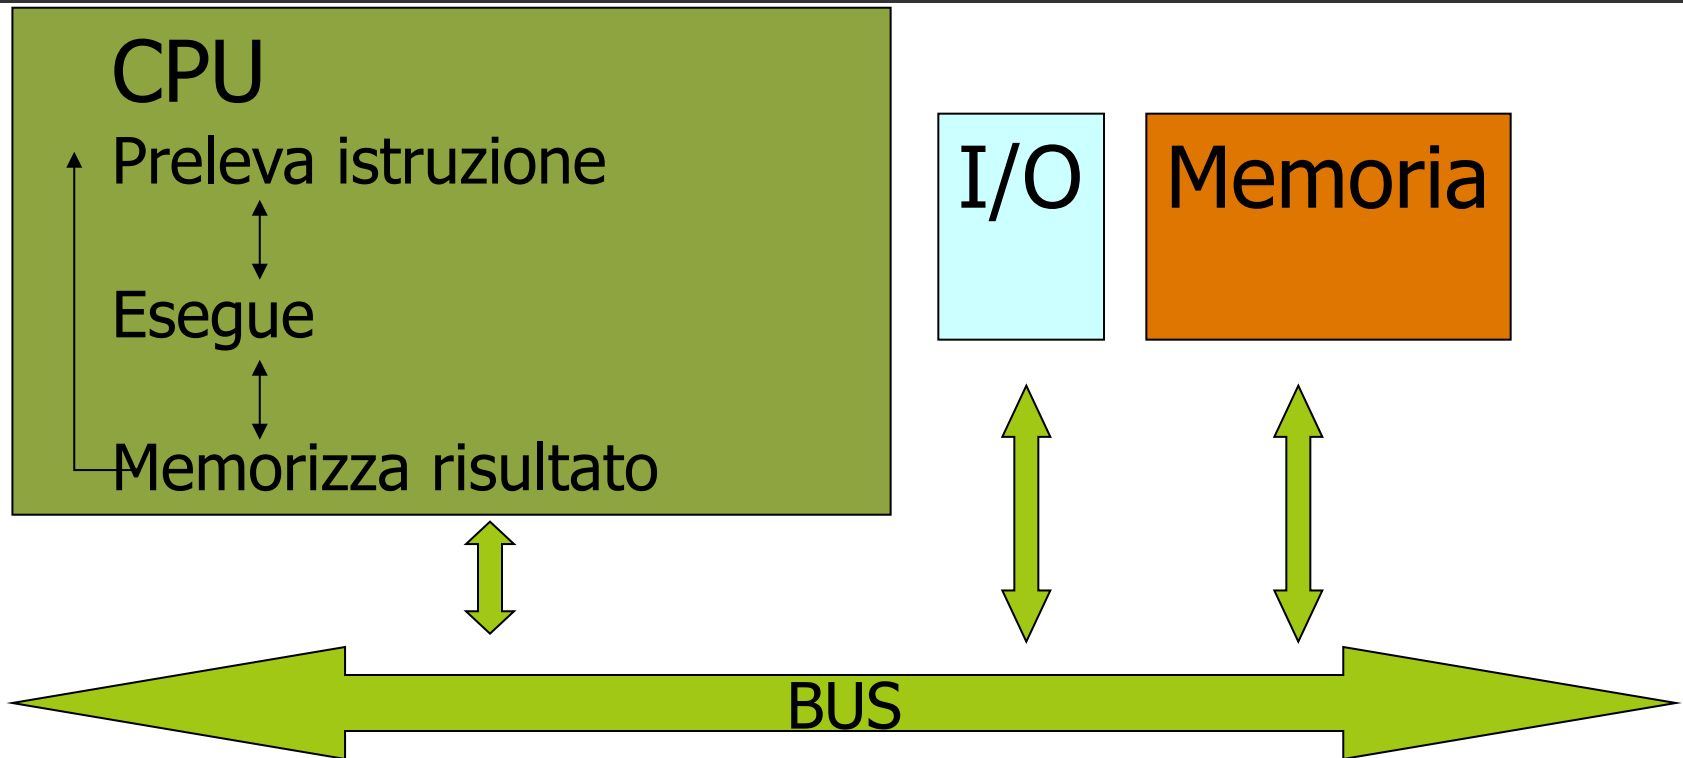 CPU
Preleva istruzione
Esegue
Memorizza risultato
I/O
Memoria
BUS